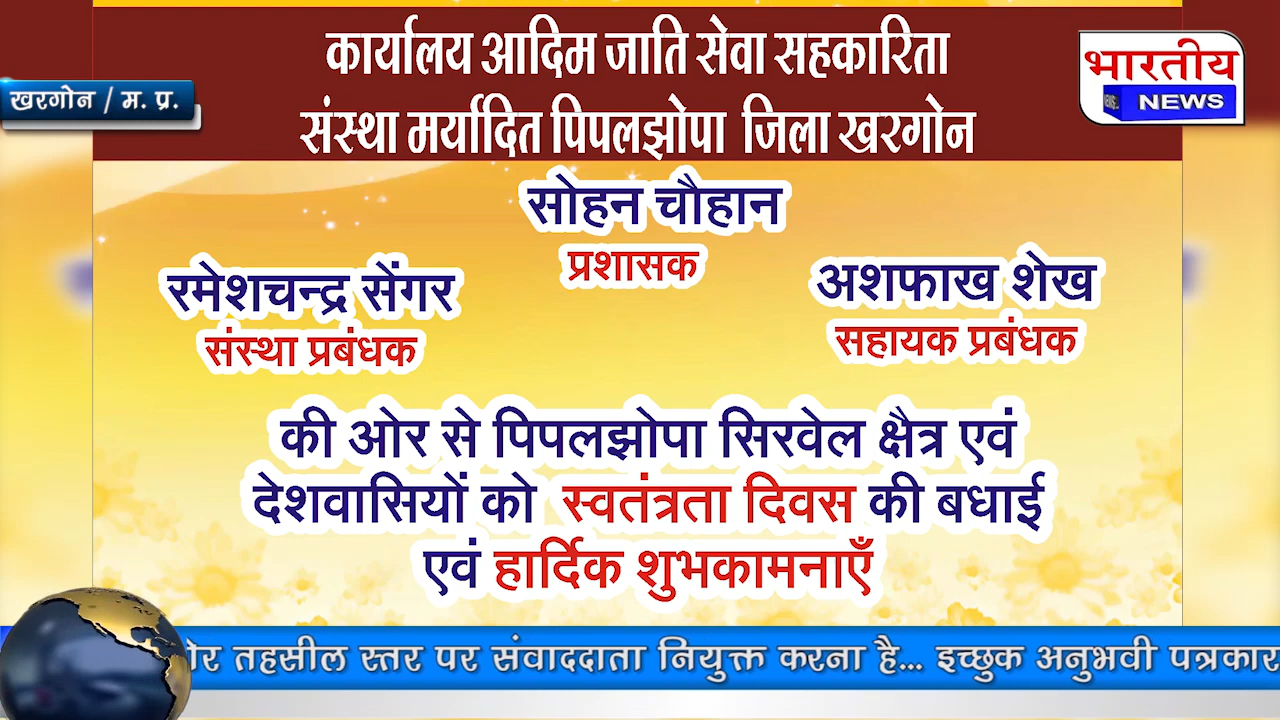 कार्यालय आदिम जाति सेवा सहकारिता
संस्था मर्यादित पिपलझोपा जिला खरगोन
खरगोन / म. प्र.
भारतीय
NEWS
सोहन चौहान
प्रशासक
रमेशचन्द्र सेंगर
संस्था प्रबंधक
अशफाख शेख
सहायक प्रबंधक
की ओर से पिपलझोपा सिरवेल क्षैत्र एवं
देशवासियों को स्वतंत्रता दिवस की बधाई
एवं हार्दिक शुभकामनाएँ
तहसील स्तर पर संवाददाता नियुक्त करना है... इच्छुक अनुभवी पत्रकार